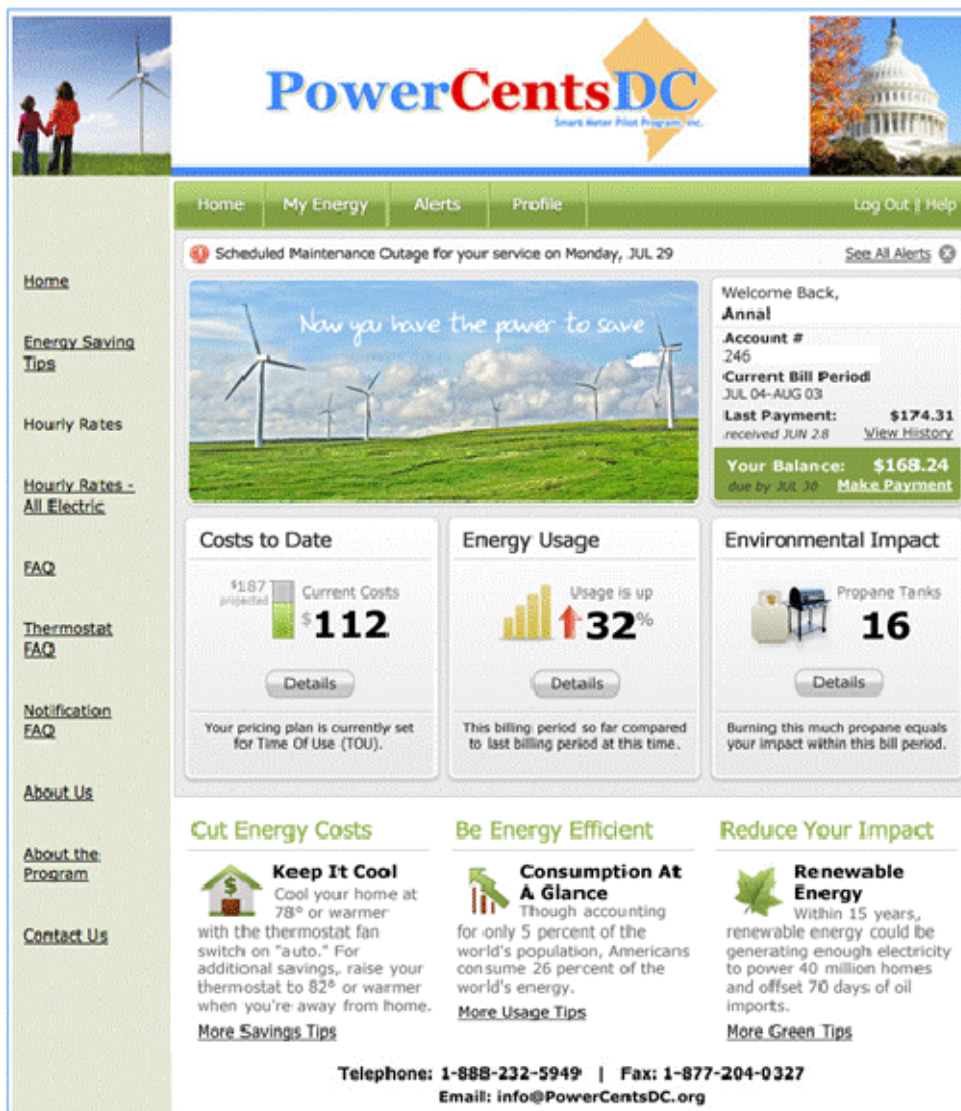 PowerCentsDC
Smart Meter Pilot Program, Inc.
Home
My Energy
Alerts
Profile
Log Out || Help
Scheduled Maintenance Outage for your service on Monday, JUL 29
See All Alerts
Home
Energy Saving
Tips
Hourly Rates
Hourly Rates -
All Electric
FAQ
Thermostat
FAQ
Notification
FAQ
About Us
About the
Program
Contact Us
Now you have the power to save
Welcome Back,
Anna!
Account #
246
Current Bill Period
JUL 04-AUG 03
Last Payment: $174.31
received JUN 28 View History
Your Balance: $168.24
due by JUL 30 Make Payment
Costs to Date
$187
projected
Current Costs
$112
Details
Your pricing plan is currently set
for Time Of Use (TOU).
Energy Usage
Usage is up
32%
Details
This billing period so far compared
to last billing period at this time.
Environmental Impact
Propane Tanks
16
Details
Burning this much propane equals
your impact within this bill period.
Cut Energy Costs
Keep It Cool
Cool your home at
78° or warmer
with the thermostat fan
switch on "auto." For
additional savings, raise your
thermostat to 82° or warmer
when you're away from home.
More Savings Tips
Be Energy Efficient
Consumption At
A Glance
Though accounting
for only 5 percent of the
world's population, Americans
consume 26 percent of the
world's energy.
More Usage Tips
Reduce Your Impact
Renewable
Energy
Within 15 years,
renewable energy could be
generating enough electricity
to power 40 million homes
and offset 70 days of oil
imports.
More Green Tips
Telephone: 1-888-232-5949 | Fax: 1-877-204-0327
Email: info@PowerCentsDC.org